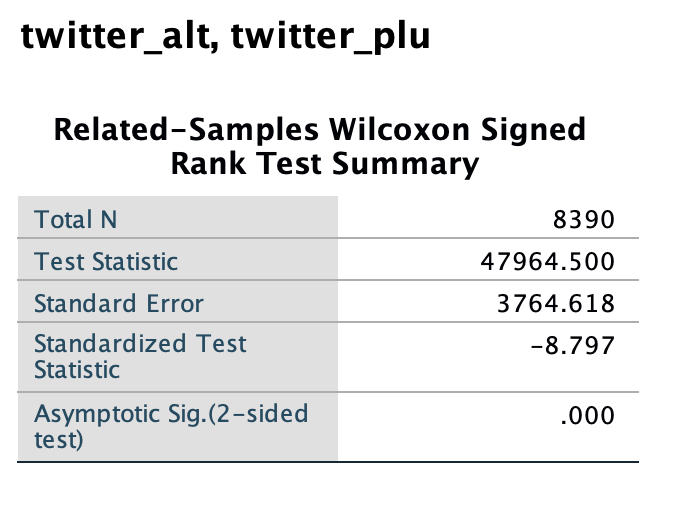 twitter_alt, twitter_plu
Related-Samples Wilcoxon Signed
Rank Test Summary
Total N 8390
Test Statistic 47964.500
Standard Error 3764.618
Standardized Test -8.797
Statistic
Asymptotic Sig.(2-sided .000
test)